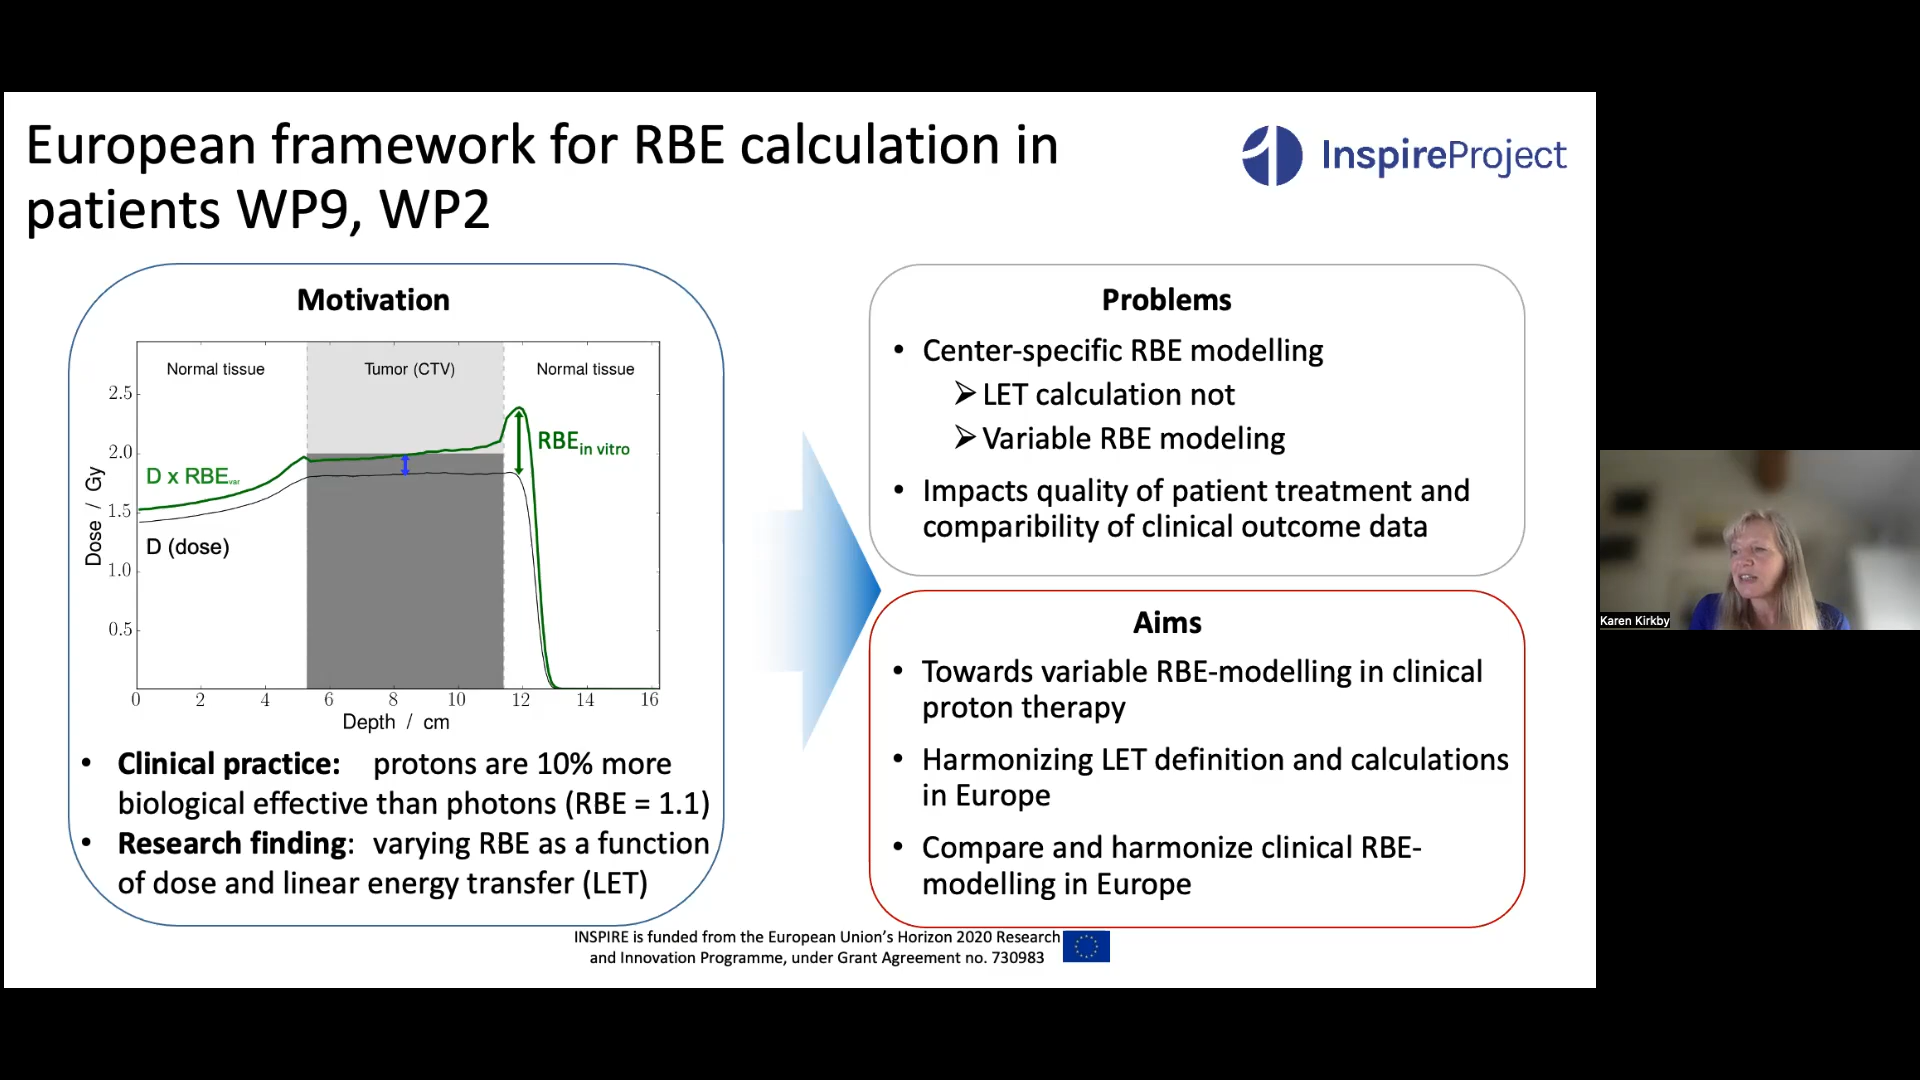 European framework for RBE calculation in
patients WP9, WP2
InspireProject
Motivation
Normal tissue
Tumor (CTV)
Normal tissue
2.5
2.0
1.5
1.0
0.5
Dose / Gy
D x RBEvar
D (dose)
RBEin vitro
0 2 4 6 8 10 12 14 16
Depth / cm
• Clinical practice: protons are 10% more
biological effective than photons (RBE = 1.1)
• Research finding: varying RBE as a function
of dose and linear energy transfer (LET)
Problems
• Center-specific RBE modelling
➢ LET calculation not
➢ Variable RBE modeling
• Impacts quality of patient treatment and
comparibility of clinical outcome data
Aims
• Towards variable RBE-modelling in clinical
proton therapy
• Harmonizing LET definition and calculations
in Europe
• Compare and harmonize clinical RBE-
modelling in Europe
INSPIRE is funded from the European Union’s Horizon 2020 Research
and Innovation Programme, under Grant Agreement no. 730983
Karen Kirkby